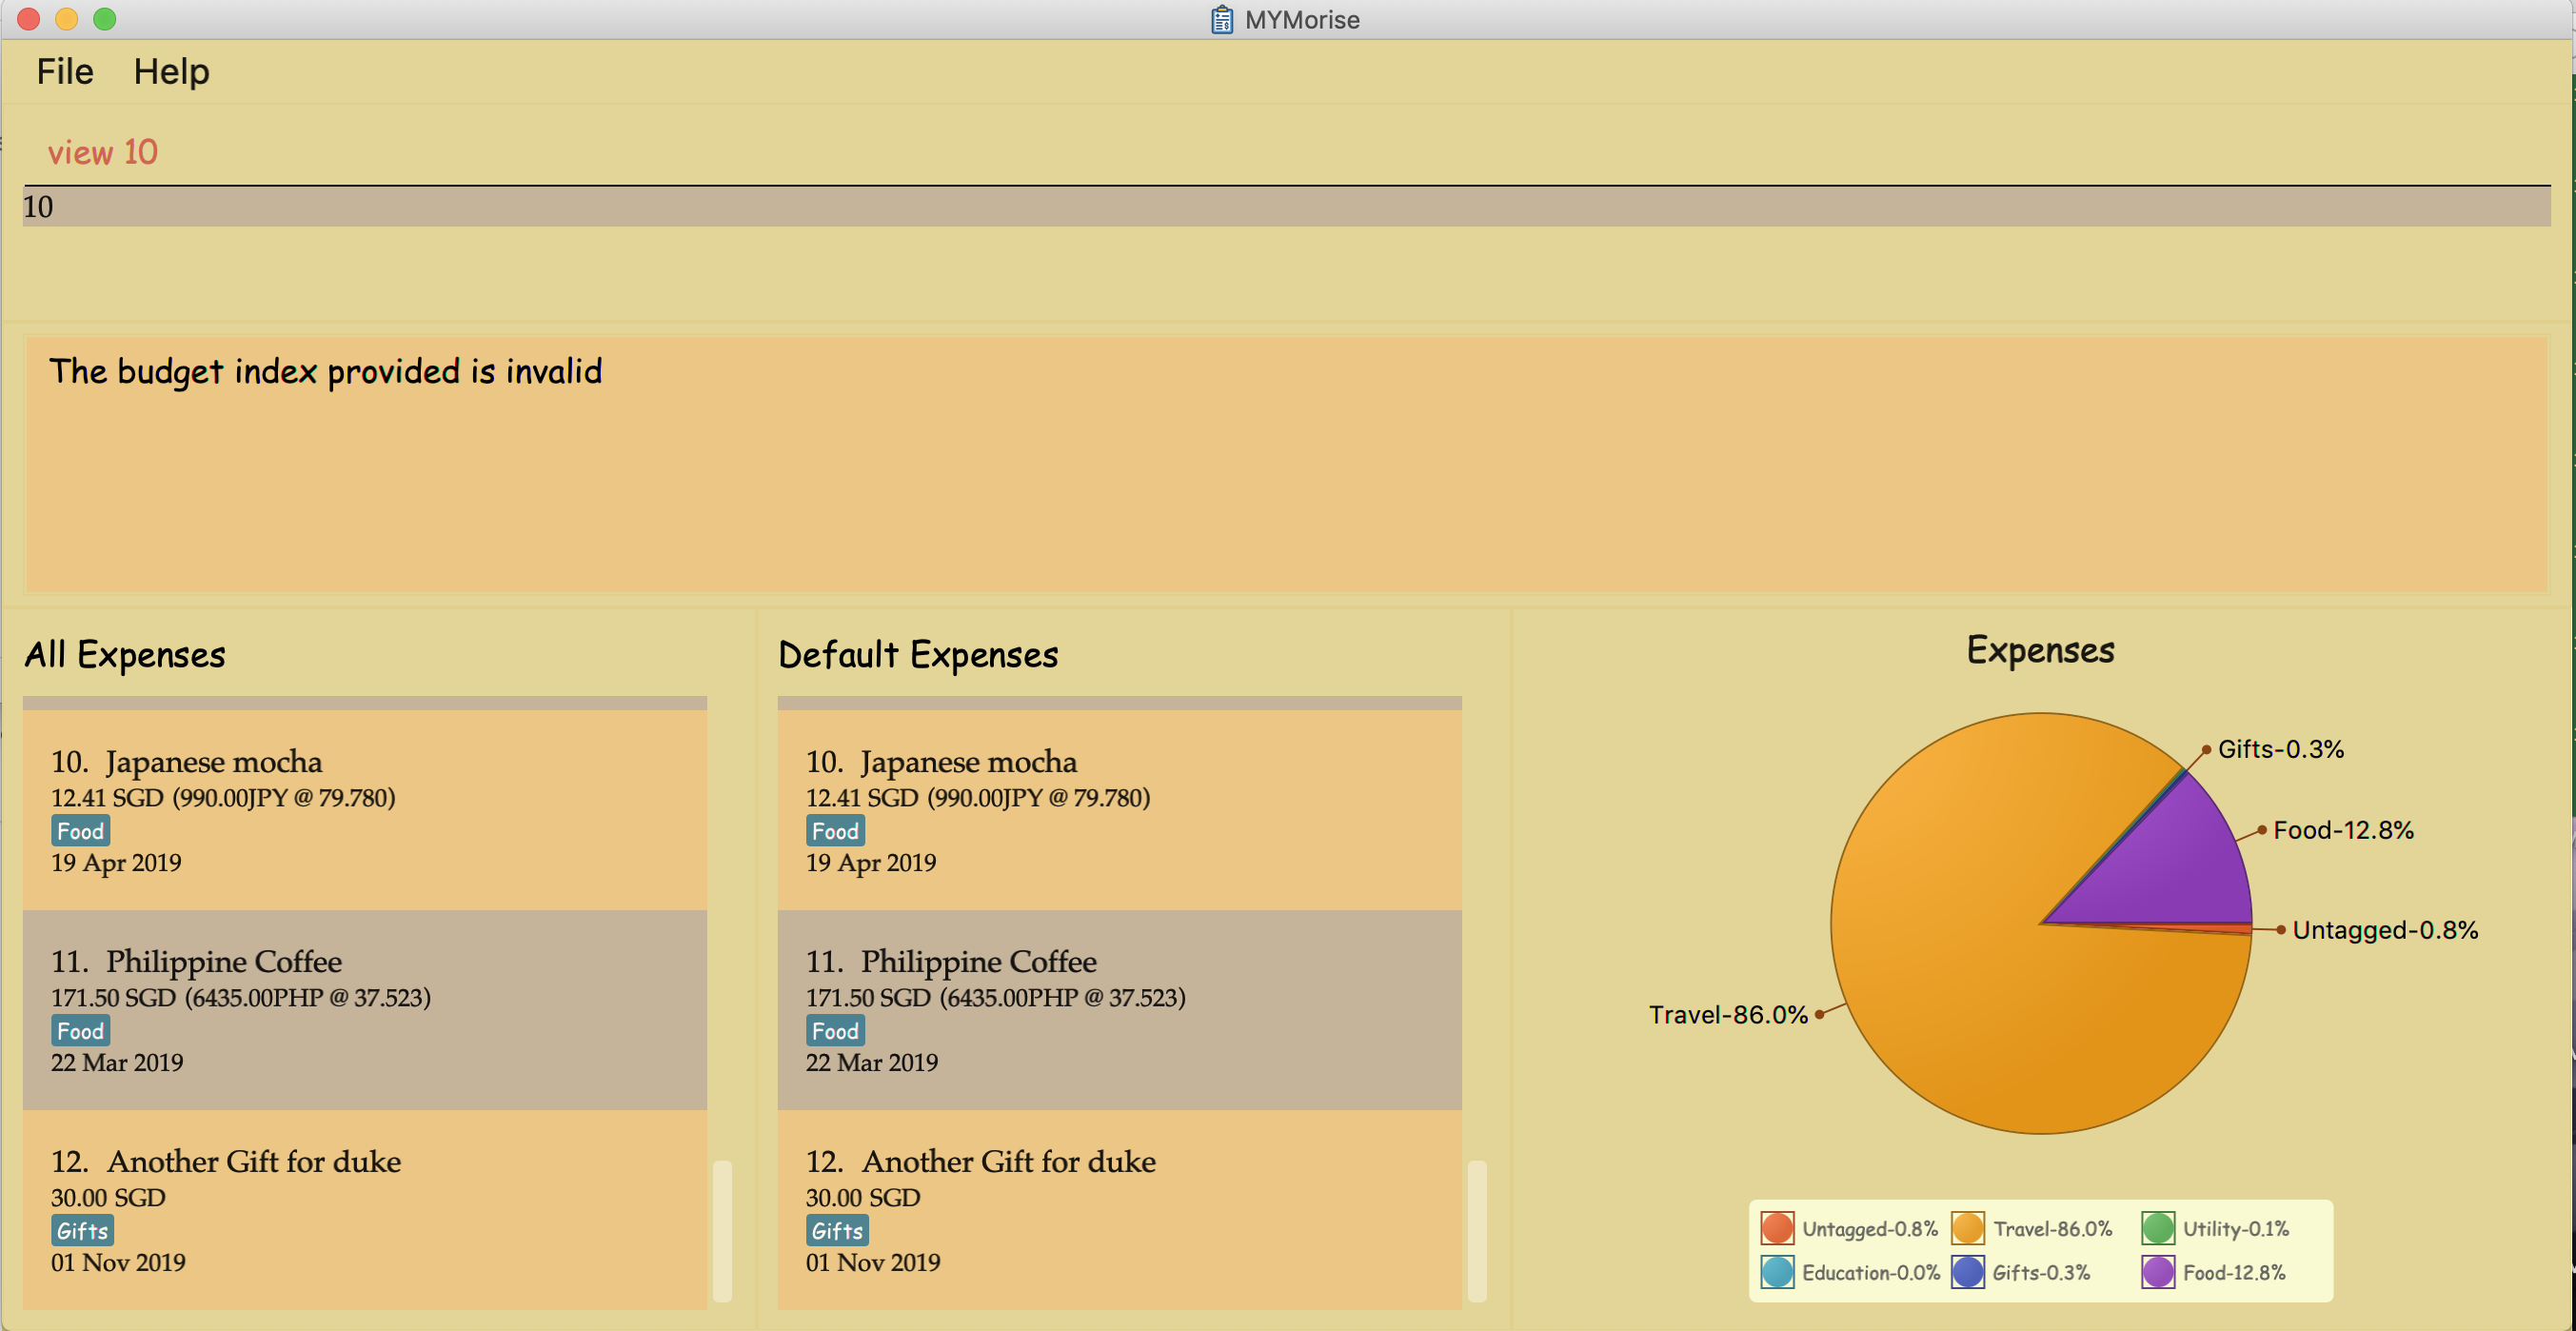 MYMorise
File Help
view 10
10
The budget index provided is invalid
All Expenses
10. Japanese mocha
12.41 SGD (990.00JPY @ 79.780)
Food
19 Apr 2019
11. Philippine Coffee
171.50 SGD (6435.00PHP @ 37.523)
Food
22 Mar 2019
12. Another Gift for duke
30.00 SGD
Gifts
01 Nov 2019
Default Expenses
10. Japanese mocha
12.41 SGD (990.00JPY @ 79.780)
Food
19 Apr 2019
11. Philippine Coffee
171.50 SGD (6435.00PHP @ 37.523)
Food
22 Mar 2019
12. Another Gift for duke
30.00 SGD
Gifts
01 Nov 2019
Expenses
Gifts-0.3%
Food-12.8%
Untagged-0.8%
Travel-86.0%
Untagged-0.8% Travel-86.0% Utility-0.1%
Education-0.0% Gifts-0.3% Food-12.8%